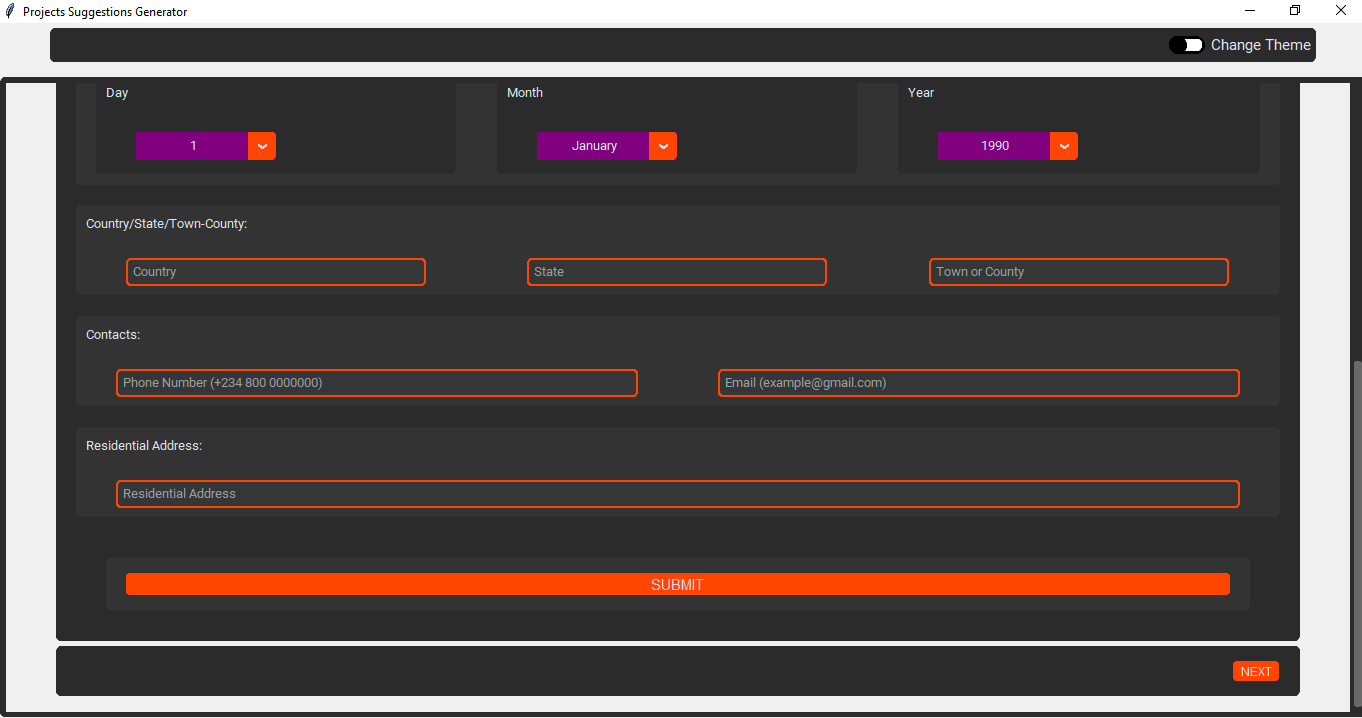 Projects Suggestions Generator
Change Theme
Day Month Year
1 January 1990
Country/State/Town-County:
Country State Town or County
Contacts:
Phone Number (+234 800 0000000) Email (example@gmail.com)
Residential Address:
Residential Address
SUBMIT
NEXT